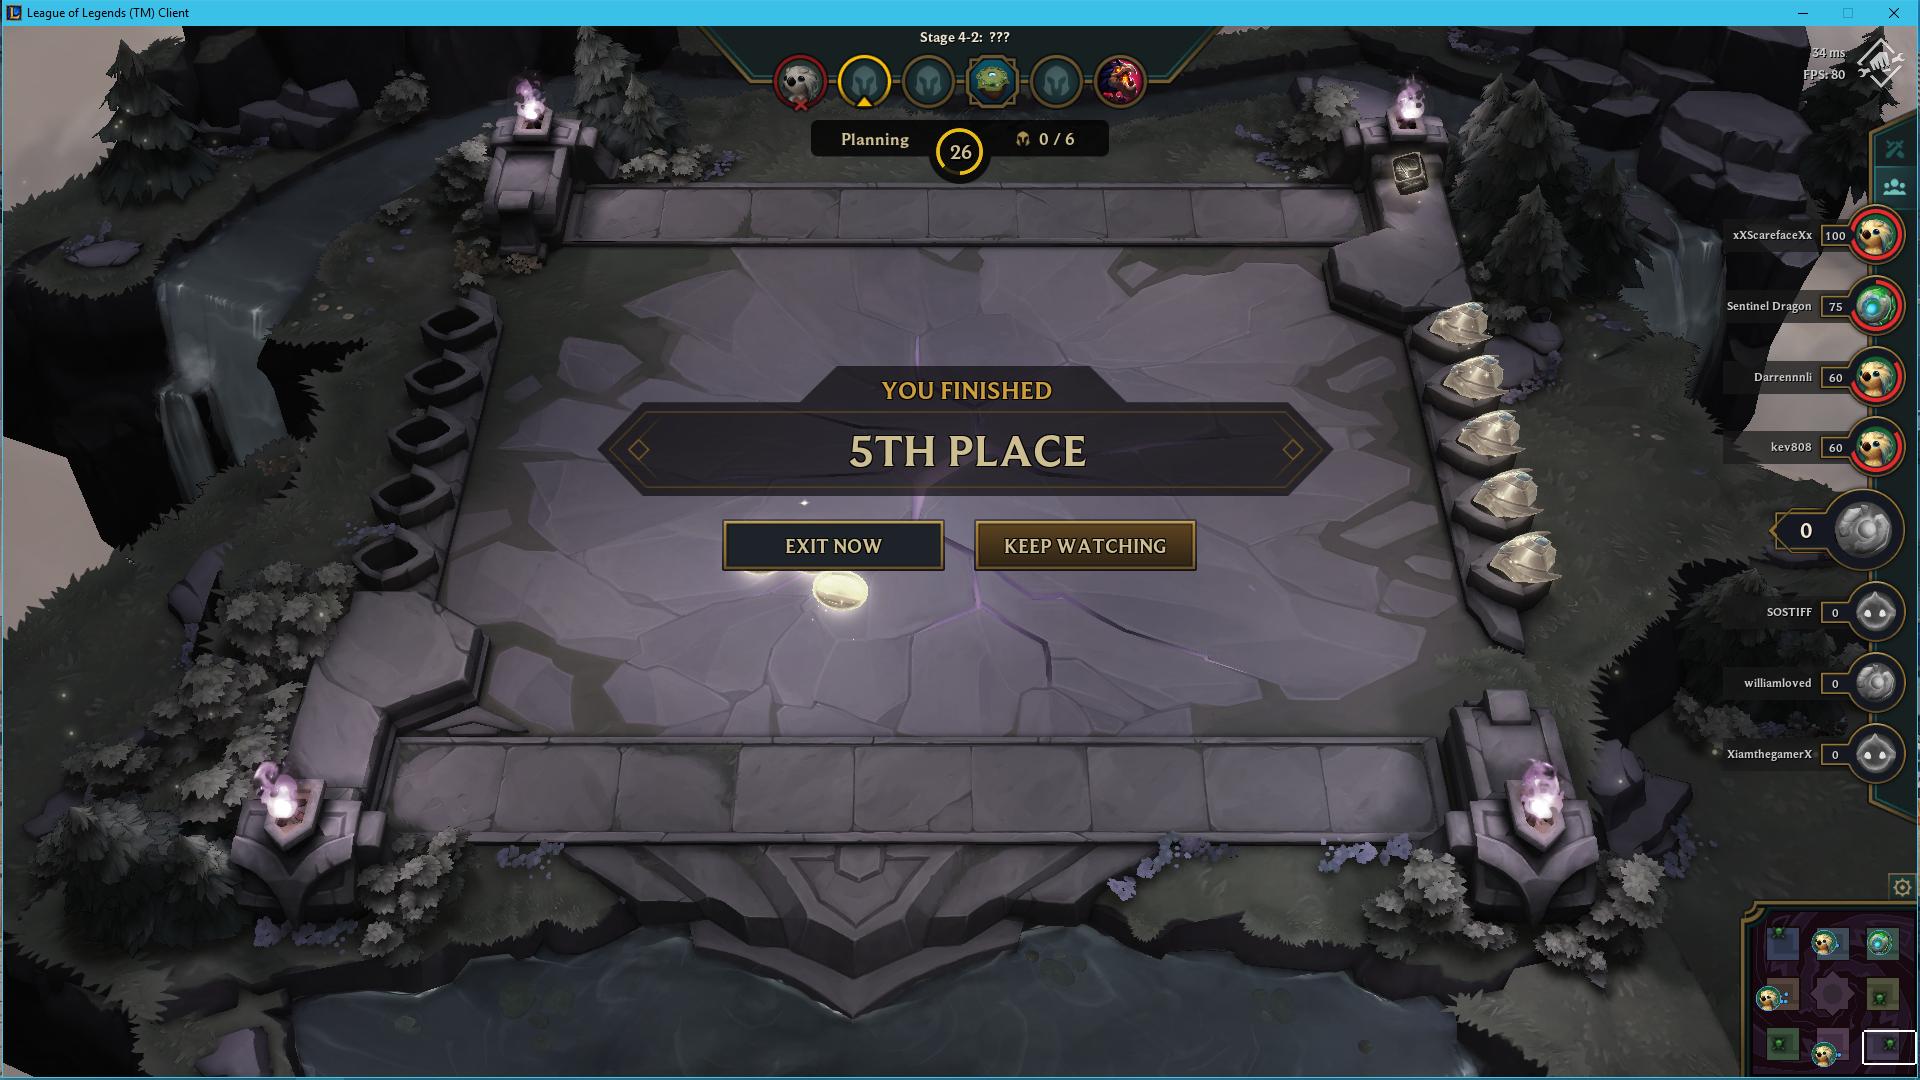 League of Legends (TM) Client
Stage 4-2: ???
34 ms
FPS: 80
Planning
26
0 / 6
xXScarefaceXx 100
Sentinel Dragon 75
Darrennnli 60
kev808 60
YOU FINISHED
5TH PLACE
EXIT NOW
KEEP WATCHING
0
SOSTIFF 0
williamloved 0
XiamthegamerX 0